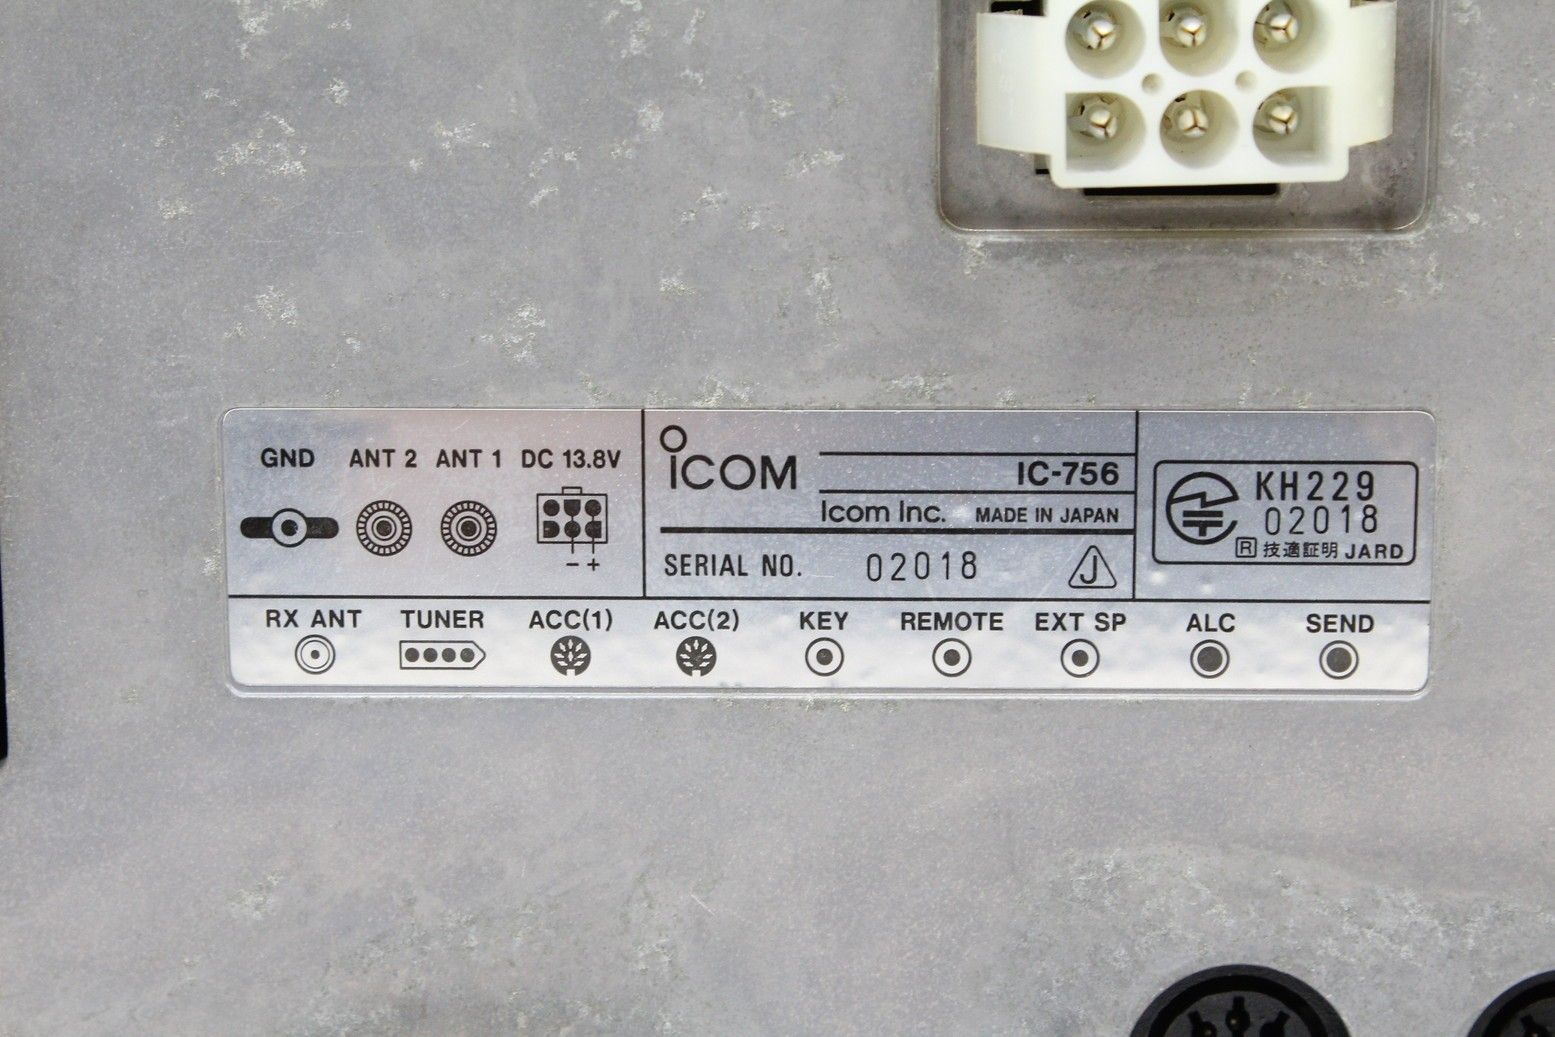 GND ANT 2 ANT 1 DC 13.8V
- +
ICOM
IC-756
Icom Inc. MADE IN JAPAN
SERIAL NO. 02018 J
KH229
02018
R 技適証明 JARD
RX ANT TUNER ACC(1) ACC(2) KEY REMOTE EXT SP ALC SEND